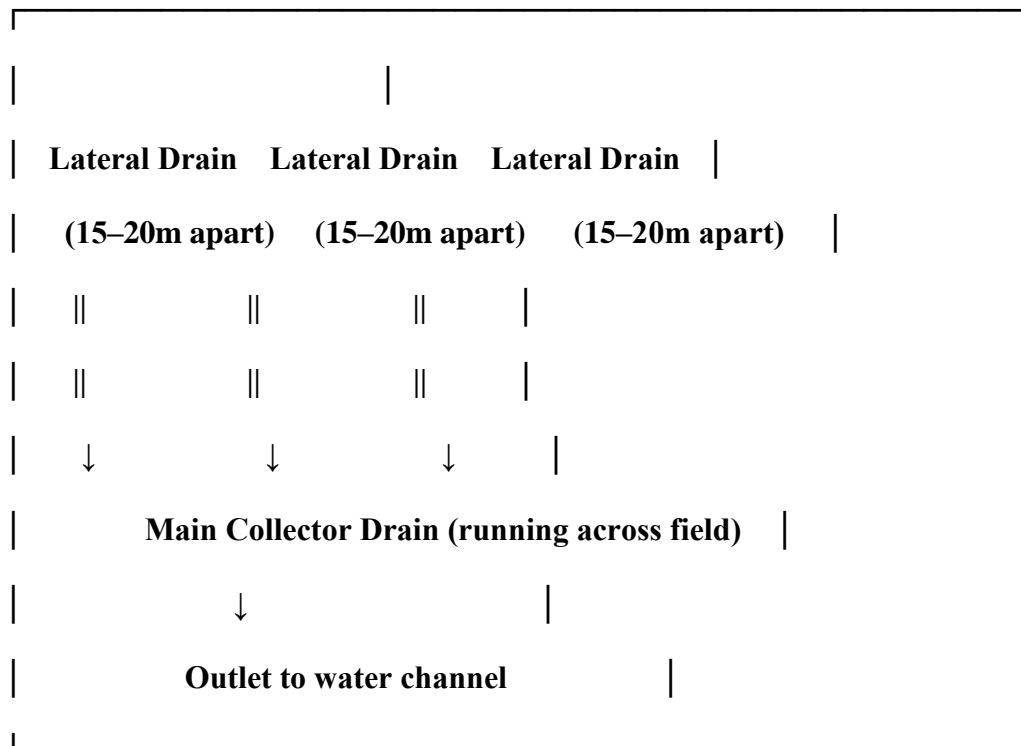 Lateral Drain Lateral Drain Lateral Drain
(15–20m apart) (15–20m apart) (15–20m apart)
|| || ||
|| || ||
↓ ↓ ↓
Main Collector Drain (running across field)
↓
Outlet to water channel